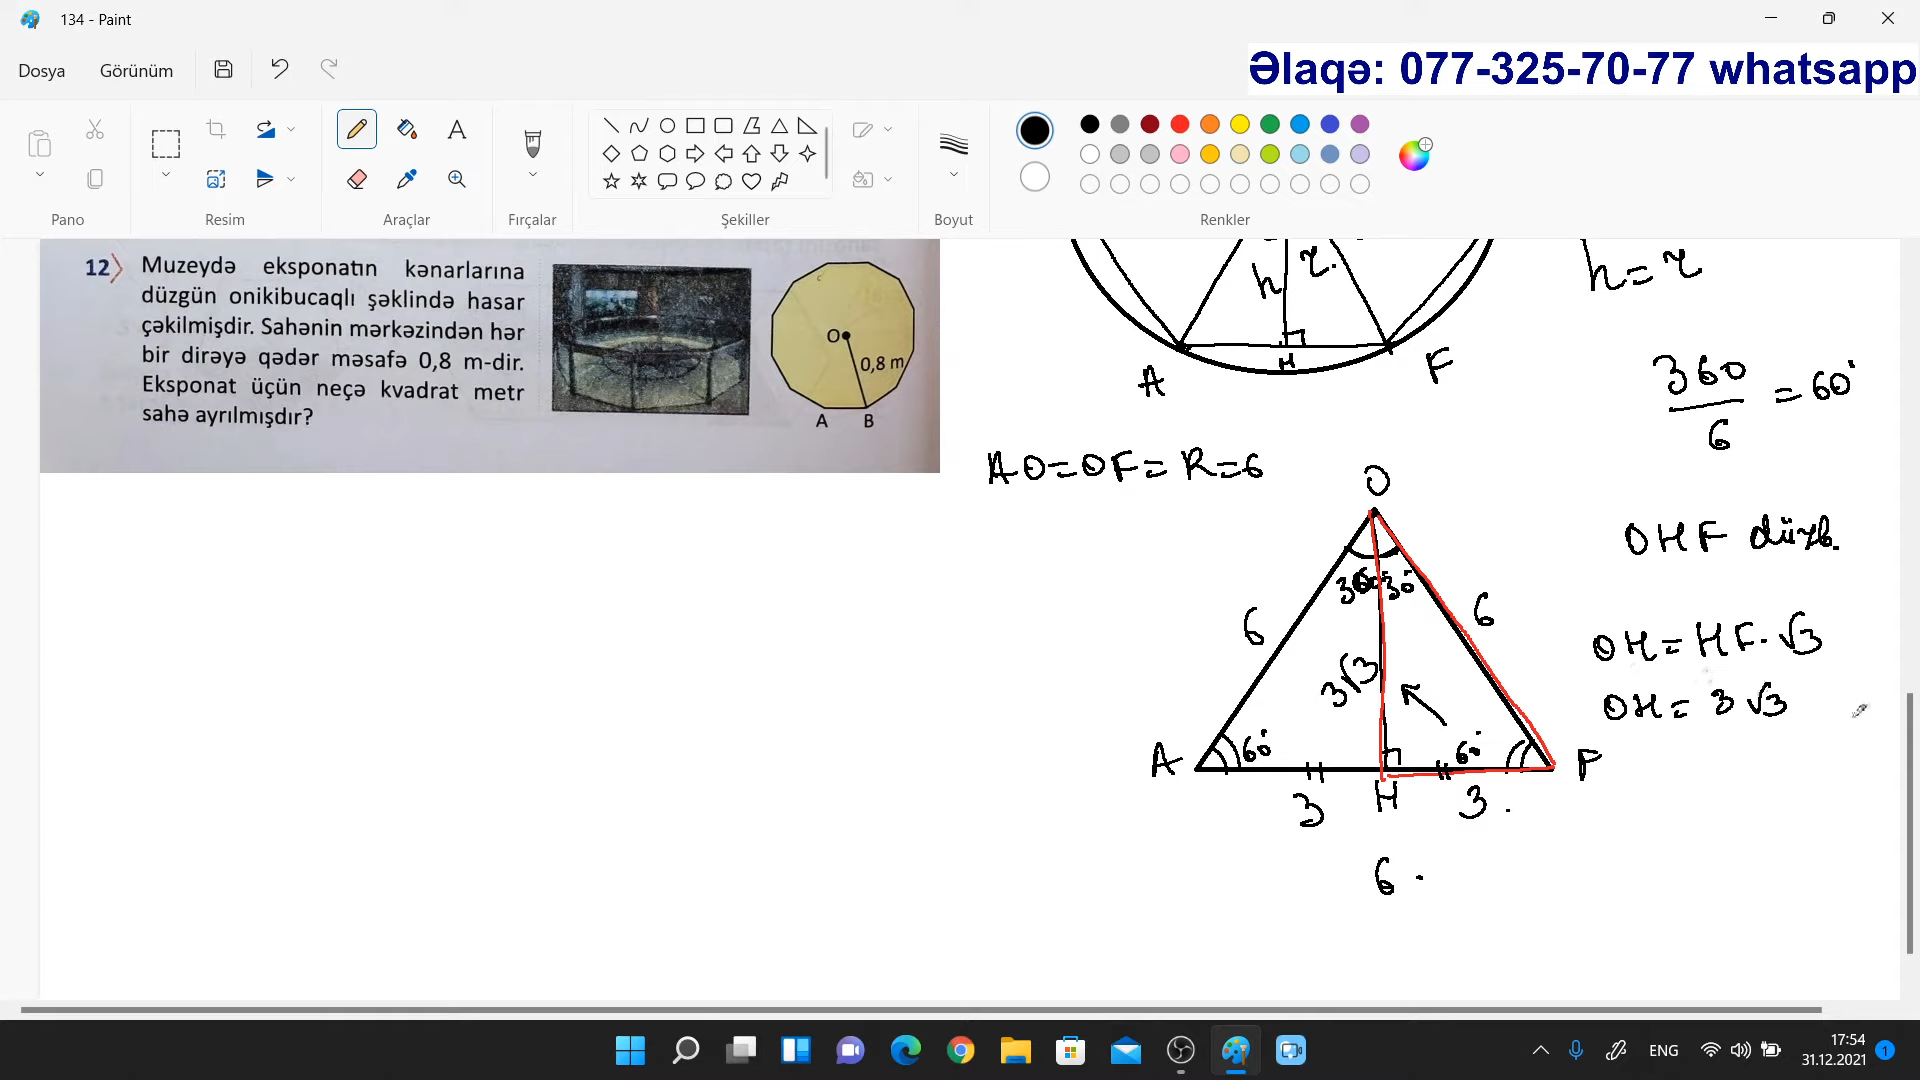 134 - Paint
Dosya
Görünüm
Əlaqə: 077-325-70-77 whatsapp
Pano
Resim
Araçlar
Fırçalar
Şekiller
Boyut
Renkler
12
Muzeydə eksponatın kənarlarına
düzgün onikibucaqlı şəklində hasar
çəkilmişdir. Sahənin mərkəzindən hər
bir dirəyə qədər məsafə 0,8 m-dir.
Eksponat üçün neçə kvadrat metr
sahə ayrılmışdır?
O
0,8 m
A B
h r
H
A
F
h = r
360
6
= 60°
AO = OF = R = 6
O
30°
6
6
3√3
A
60°
60°
F
3
H
3
6
OHF düzb.
OH = HF · √3
OH = 3√3
ENG
17:54
31.12.2021
1